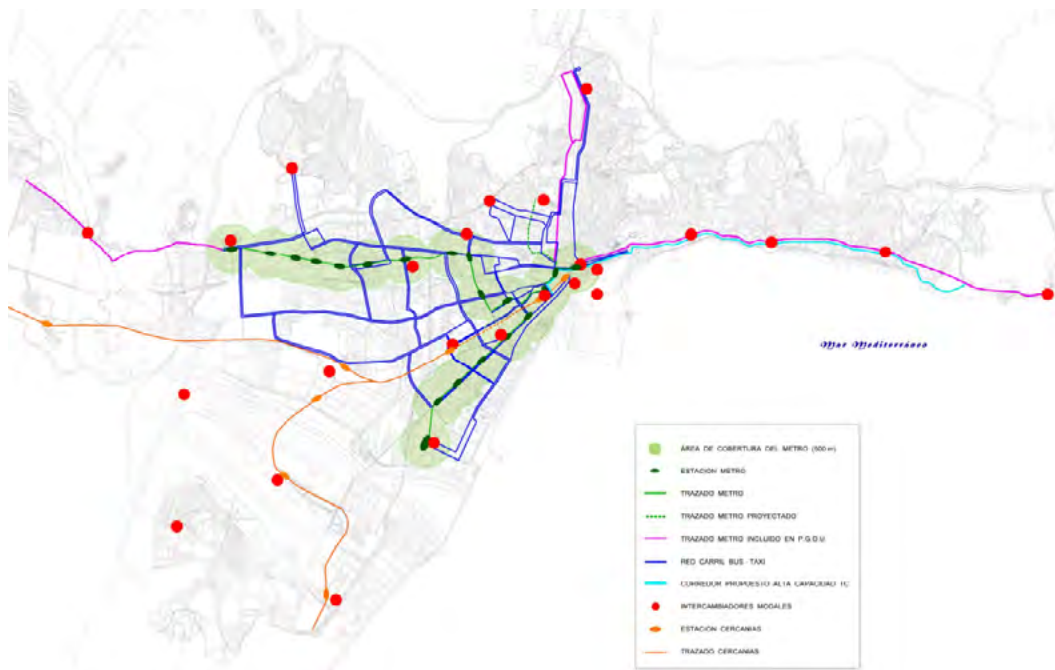 Mar Mediterráneo
ÁREA DE COBERTURA DEL METRO (500 m)
ESTACIÓN METRO
TRAZADO METRO
TRAZADO METRO PROYECTADO
TRAZADO METRO INCLUIDO EN P.G.O.U.
RED CARRIL BUS - TAXI
CORREDOR PROPUESTO ALTA CAPACIDAD TC
INTERCAMBIADORES MODALES
ESTACIÓN CERCANÍAS
TRAZADO CERCANÍAS